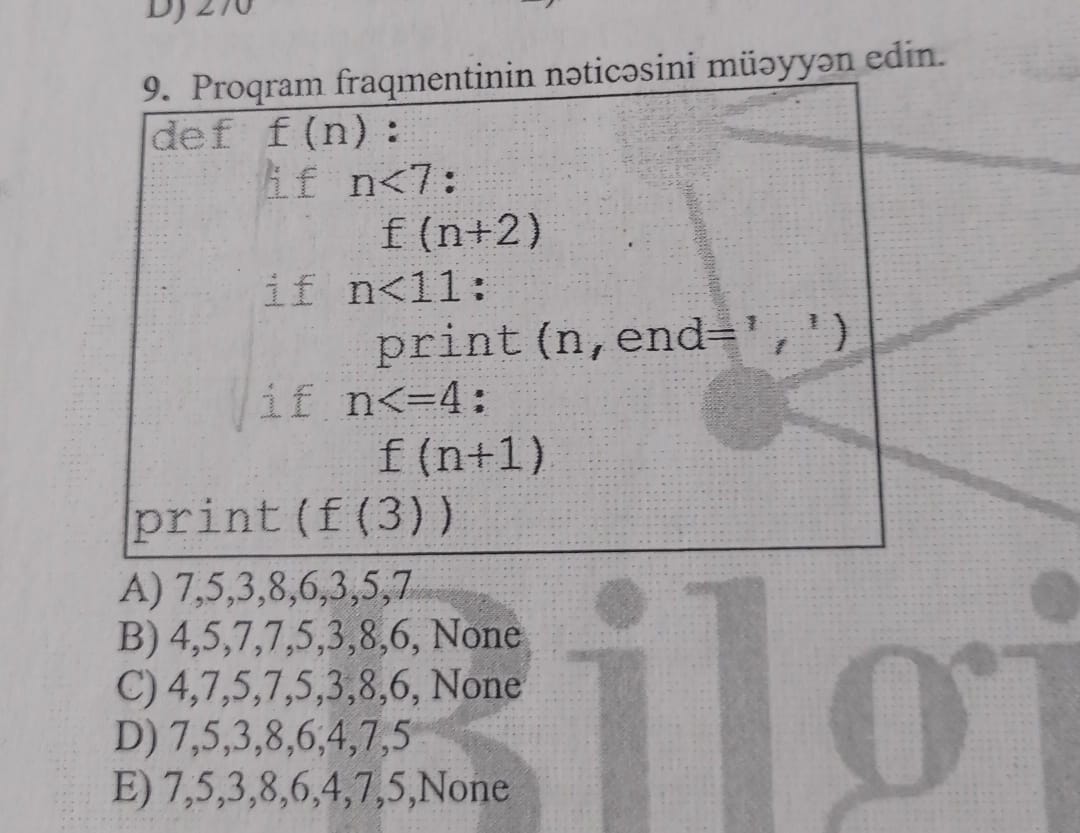 D) 270
9. Proqram fraqmentinin nəticəsini müəyyən edin.
def f(n):
if n<7:
f(n+2)
if n<11:
print(n,end=',')
if n<=4:
f(n+1)
print(f(3))
A) 7,5,3,8,6,3,5,7
B) 4,5,7,7,5,3,8,6, None
C) 4,7,5,7,5,3,8,6, None
D) 7,5,3,8,6,4,7,5
E) 7,5,3,8,6,4,7,5,None
Bilgi